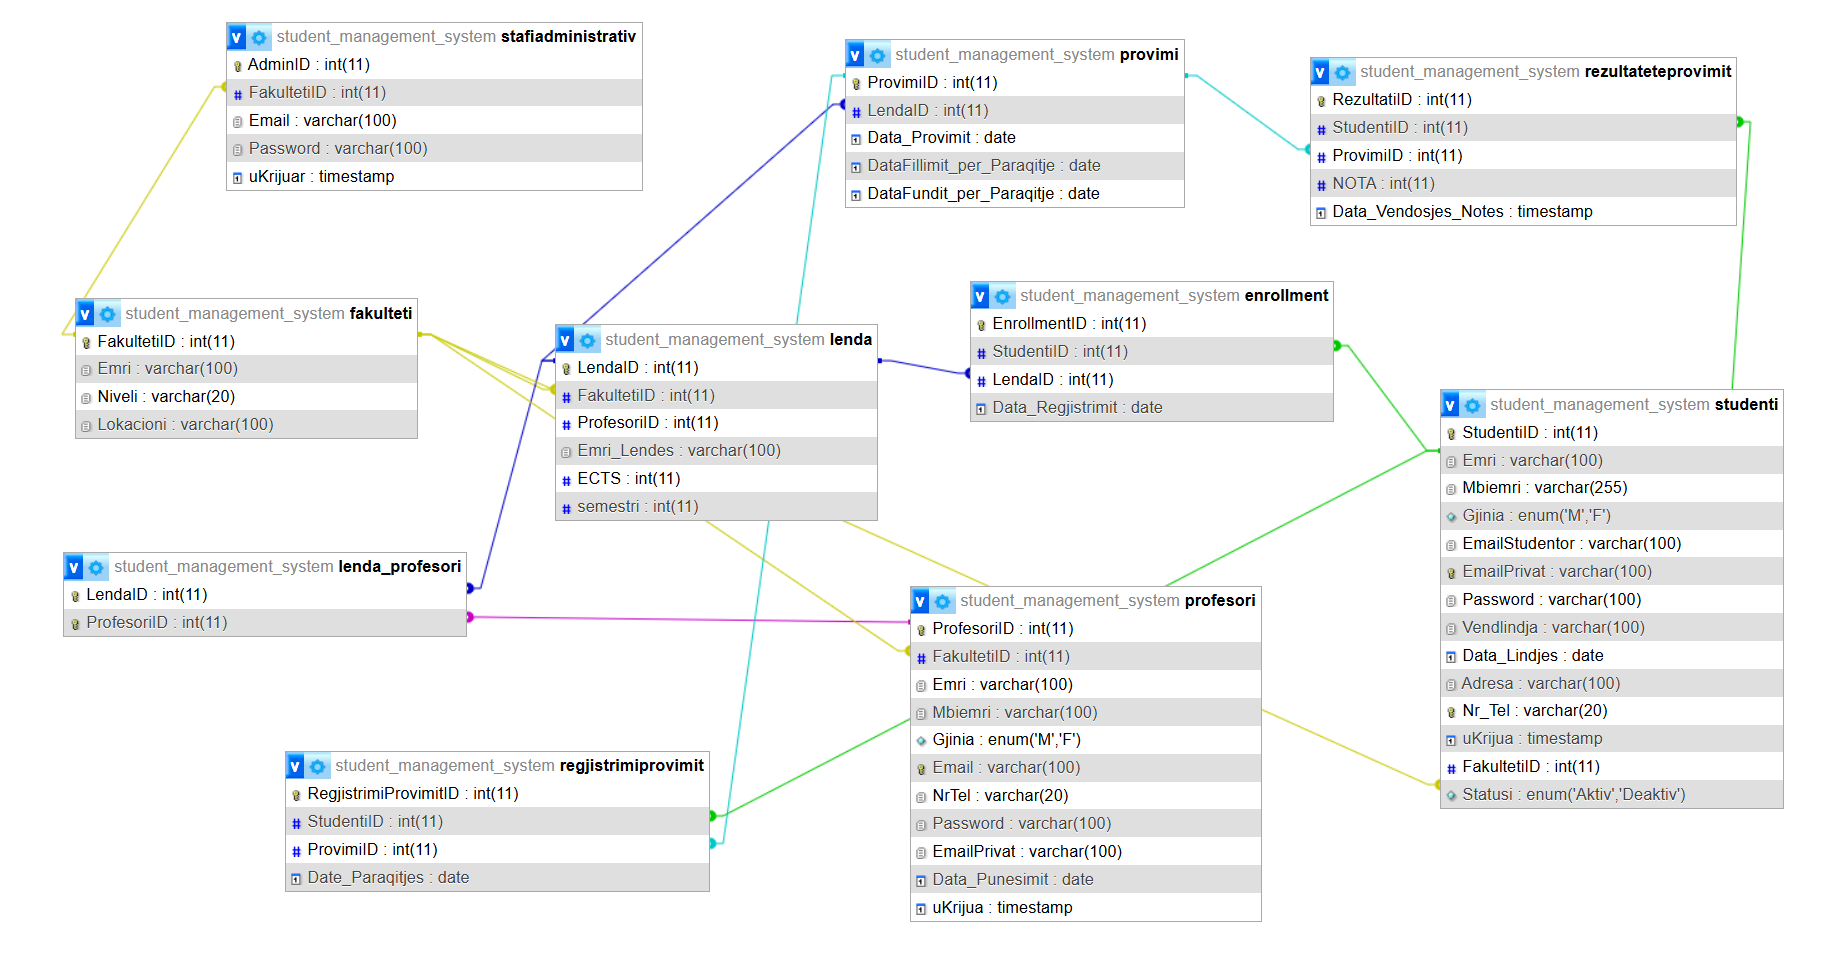 student_management_system stafiadministrativ
AdminID : int(11)
FakultetiID : int(11)
Email : varchar(100)
Password : varchar(100)
uKrijuar : timestamp
student_management_system provimi
ProvimiID : int(11)
LendaID : int(11)
Data_Provimit : date
DataFillimit_per_Paraqitje : date
DataFundit_per_Paraqitje : date
student_management_system rezultateteprovimit
RezultatiID : int(11)
StudentiID : int(11)
ProvimiID : int(11)
NOTA : int(11)
Data_Vendosjes_Notes : timestamp
student_management_system fakulteti
FakultetiID : int(11)
Emri : varchar(100)
Niveli : varchar(20)
Lokacioni : varchar(100)
student_management_system lenda
LendaID : int(11)
FakultetiID : int(11)
ProfesoriID : int(11)
Emri_Lendes : varchar(100)
ECTS : int(11)
semestri : int(11)
student_management_system enrollment
EnrollmentID : int(11)
StudentiID : int(11)
LendaID : int(11)
Data_Regjistrimit : date
student_management_system studenti
StudentiID : int(11)
Emri : varchar(100)
Mbiemri : varchar(255)
Gjinia : enum('M','F')
EmailStudentor : varchar(100)
EmailPrivat : varchar(100)
Password : varchar(100)
Vendlindja : varchar(100)
Data_Lindjes : date
Adresa : varchar(100)
Nr_Tel : varchar(20)
uKrijua : timestamp
FakultetiID : int(11)
Statusi : enum('Aktiv','Deaktiv')
student_management_system lenda_profesori
LendaID : int(11)
ProfesoriID : int(11)
student_management_system profesori
ProfesoriID : int(11)
FakultetiID : int(11)
Emri : varchar(100)
Mbiemri : varchar(100)
Gjinia : enum('M','F')
Email : varchar(100)
NrTel : varchar(20)
Password : varchar(100)
EmailPrivat : varchar(100)
Data_Punesimit : date
uKrijua : timestamp
student_management_system regjistrimiprovimit
RegjistrimiProvimitID : int(11)
StudentiID : int(11)
ProvimiID : int(11)
Date_Paraqitjes : date